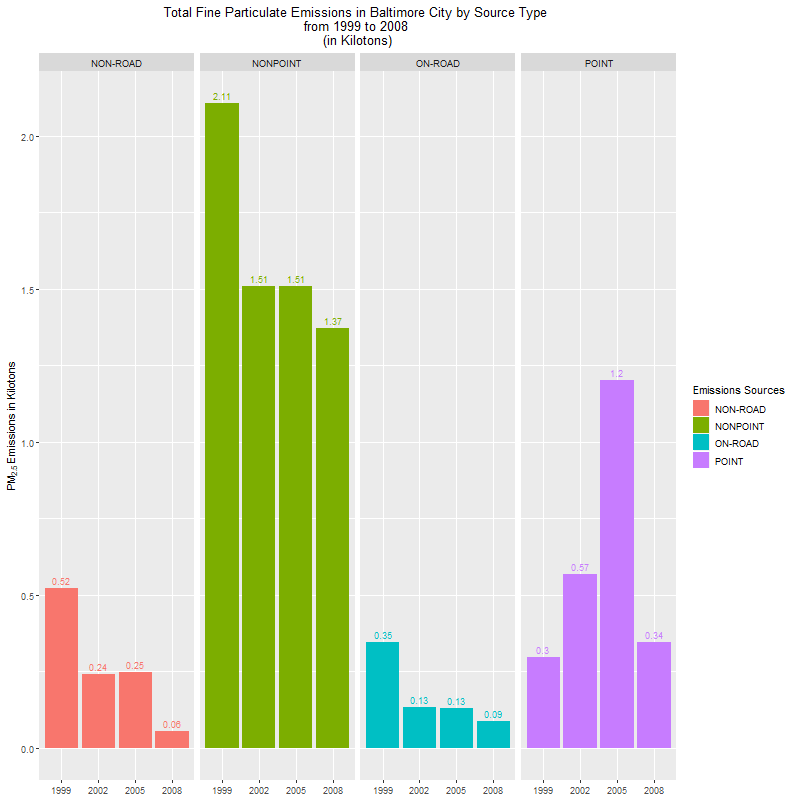 Total Fine Particulate Emissions in Baltimore City by Source Type
from 1999 to 2008
(in Kilotons)
NON-ROAD
NONPOINT
ON-ROAD
POINT
PM2.5 Emissions in Kilotons
2.0
1.5
1.0
0.5
0.0
0.52
0.24
0.25
0.06
2.11
1.51
1.51
1.37
0.35
0.13
0.13
0.09
0.3
0.57
1.2
0.34
1999 2002 2005 2008
1999 2002 2005 2008
1999 2002 2005 2008
1999 2002 2005 2008
Emissions Sources
NON-ROAD
NONPOINT
ON-ROAD
POINT